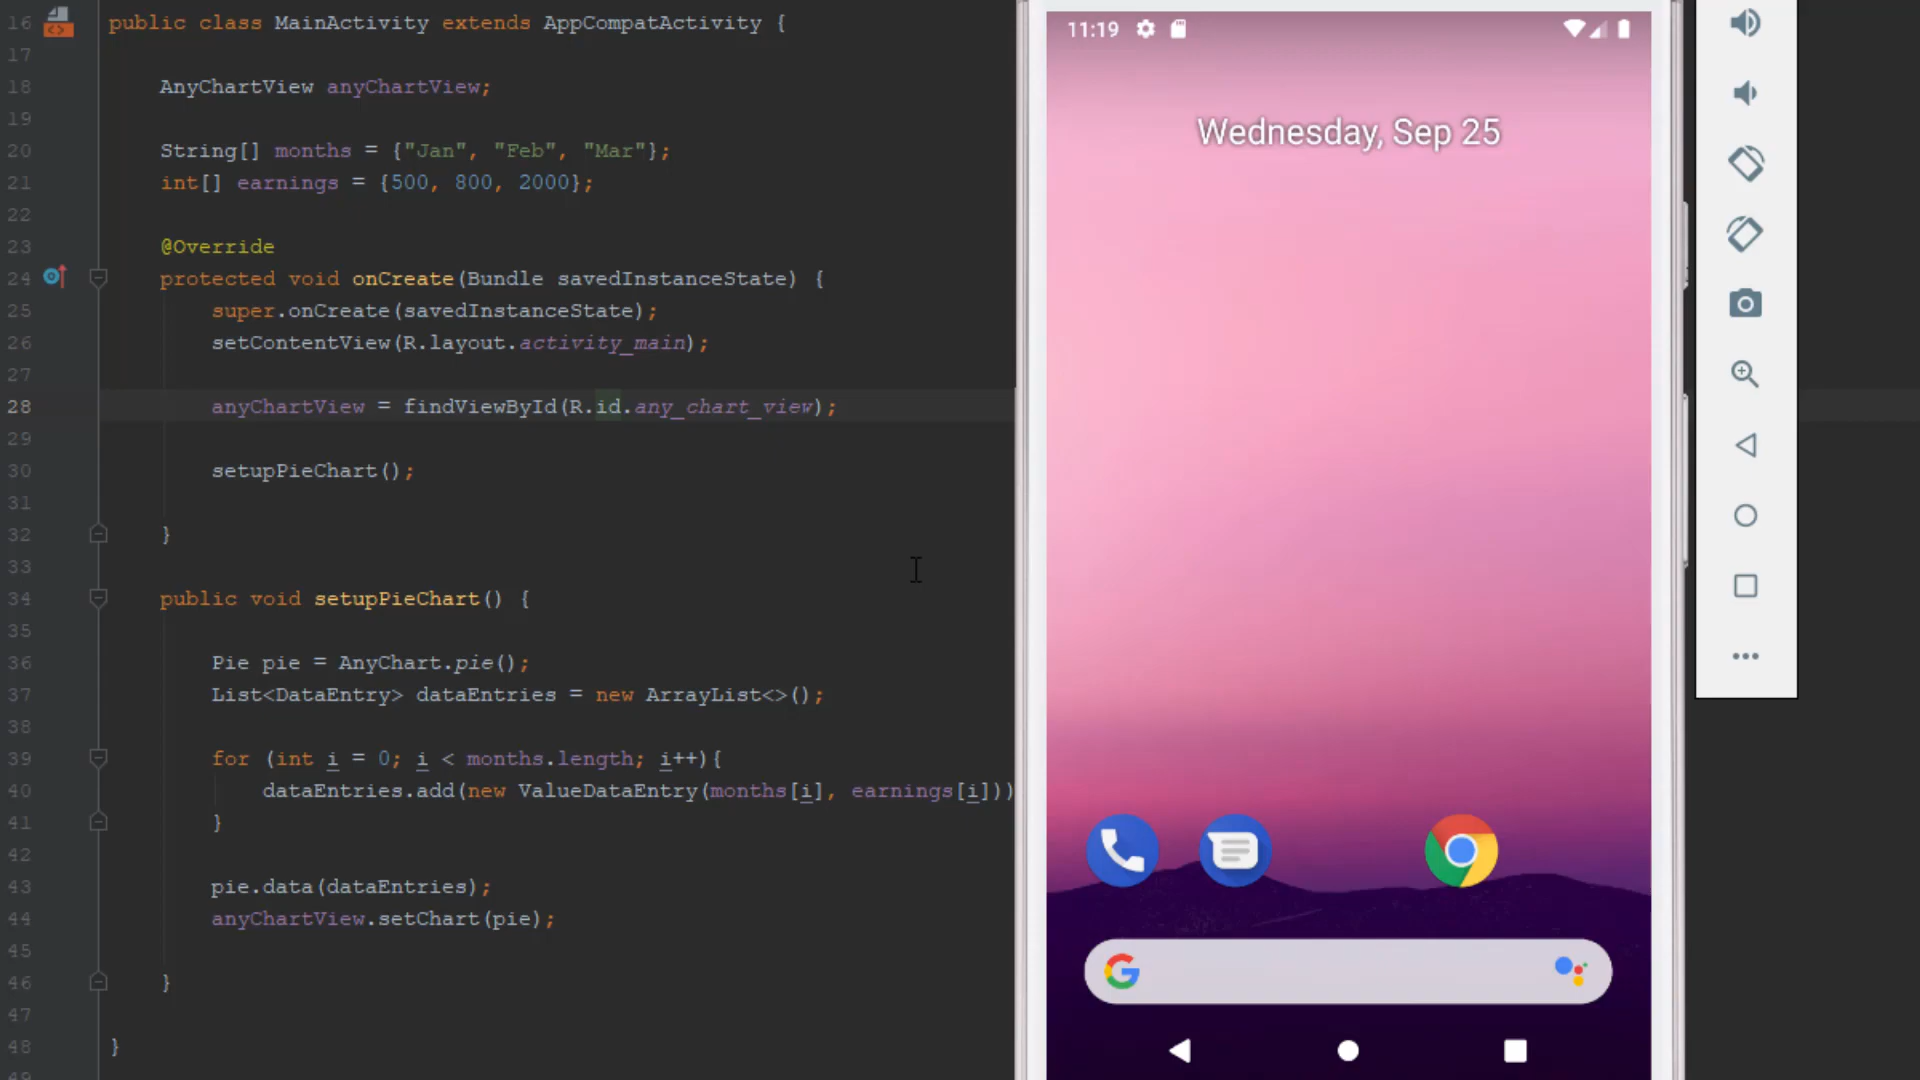 16 public class MainActivity extends AppCompatActivity {
17
18 AnyChartView anyChartView;
19
20 String[] months = {"Jan", "Feb", "Mar"};
21 int[] earnings = {500, 800, 2000};
22
23 @Override
24 protected void onCreate(Bundle savedInstanceState) {
25 super.onCreate(savedInstanceState);
26 setContentView(R.layout.activity_main);
27
28 anyChartView = findViewById(R.id.any_chart_view);
29
30 setupPieChart();
31
32 }
33
34 public void setupPieChart() {
35
36 Pie pie = AnyChart.pie();
37 List<DataEntry> dataEntries = new ArrayList<>();
38
39 for (int i = 0; i < months.length; i++){
40 dataEntries.add(new ValueDataEntry(months[i], earnings[i]))
41 }
42
43 pie.data(dataEntries);
44 anyChartView.setChart(pie);
45
46 }
47
48 }
49
11:19
Wednesday, Sep 25